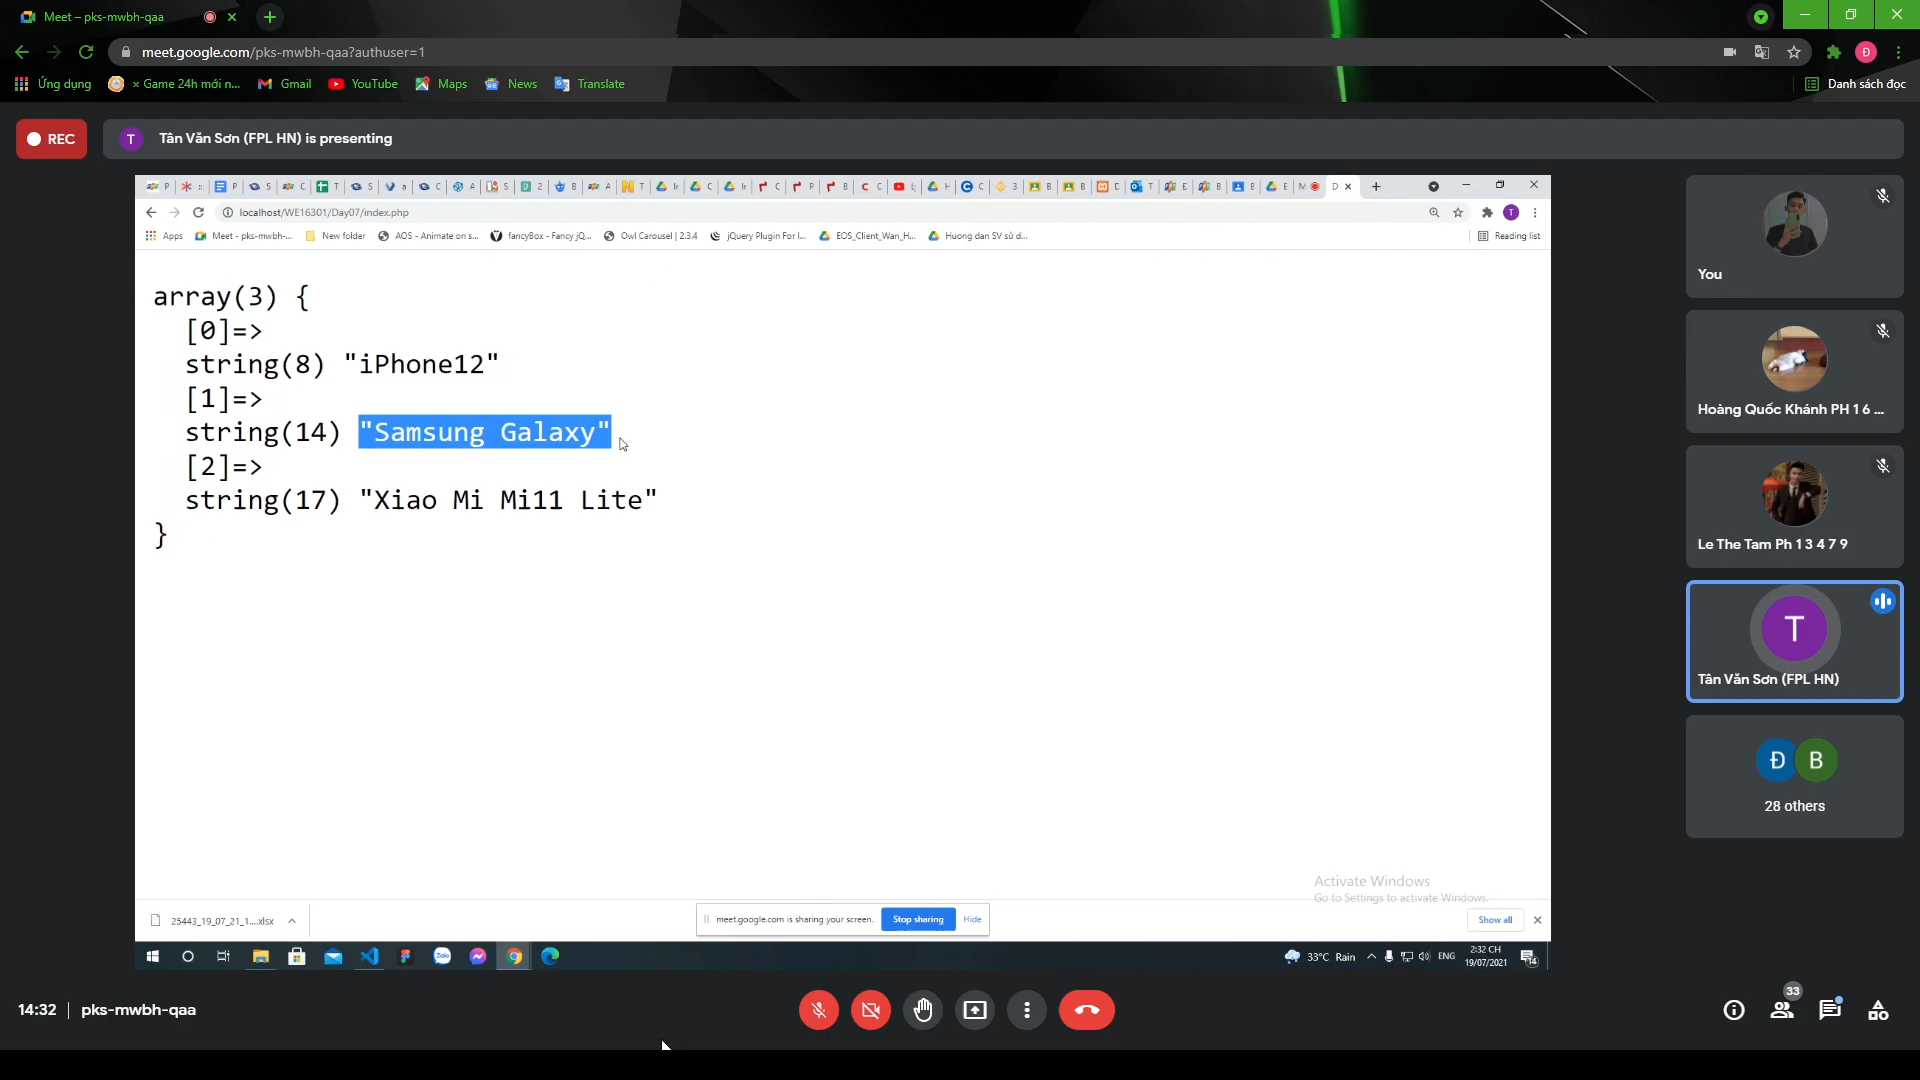 Meet – pks-mwbh-qaa
meet.google.com/pks-mwbh-qaa?authuser=1
Đ
Ứng dụng
× Game 24h mới n...
Gmail
YouTube
Maps
News
Translate
Danh sách đọc
REC
T
Tân Văn Sơn (FPL HN) is presenting
localhost/WE16301/Day07/index.php
T
Apps
Meet - pks-mwbh-...
New folder
AOS - Animate on s...
fancyBox - Fancy jQ...
Owl Carousel | 2.3.4
jQuery Plugin For I...
EOS_Client_Wan_H...
Huong dan SV sử d...
Reading list
array(3) {
[0]=>
string(8) "iPhone12"
[1]=>
string(14) "Samsung Galaxy"
[2]=>
string(17) "Xiao Mi Mi11 Lite"
}
Activate Windows
Go to Settings to activate Windows.
25443_19_07_21_1....xlsx
meet.google.com is sharing your screen.
Stop sharing
Hide
Show all
Zalo
33°C Rain
ENG
2:32 CH
19/07/2021
14
You
Hoàng Quốc Khánh PH 1 6 ...
Le The Tam Ph 1 3 4 7 9
T
Tân Văn Sơn (FPL HN)
Đ
B
28 others
14:32
pks-mwbh-qaa
33